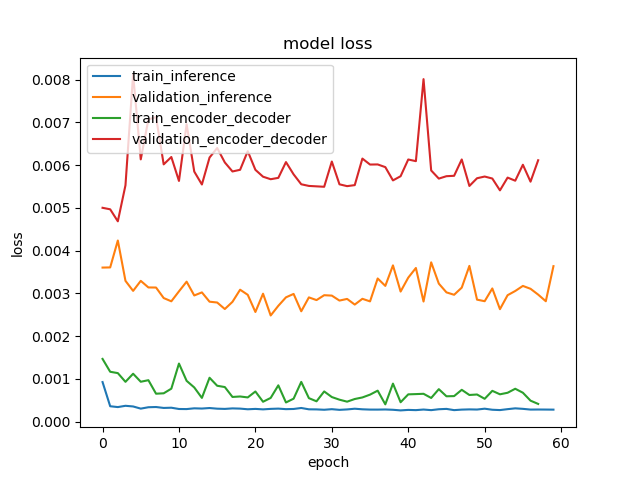 model loss
train_inference
validation_inference
train_encoder_decoder
validation_encoder_decoder
0.008
0.007
0.006
0.005
0.004
0.003
0.002
0.001
0.000
loss
0 10 20 30 40 50 60
epoch